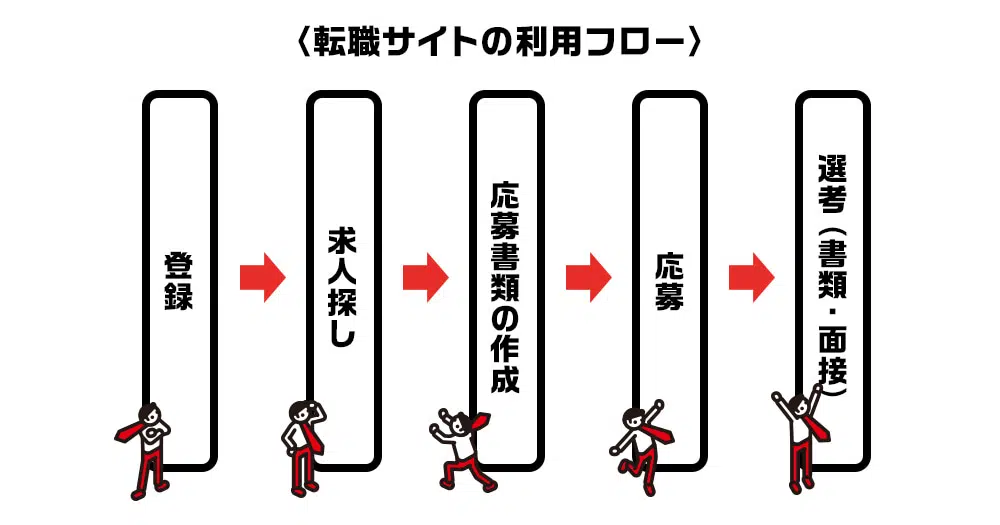 〈転職サイトの利用フロー〉
登録
求人探し
応募書類の作成
応募
選考（書類・面接）